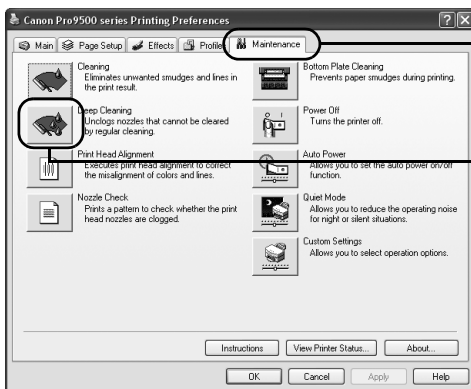 Canon Pro9500 series Printing Preferences
Main
Page Setup
Effects
Profiles
Maintenance
Cleaning
Eliminates unwanted smudges and lines in
the print result.
Deep Cleaning
Unclogs nozzles that cannot be cleared
by regular cleaning.
Print Head Alignment
Executes print head alignment to correct
the misalignment of colors and lines.
Nozzle Check
Prints a pattern to check whether the print
head nozzles are clogged.
Bottom Plate Cleaning
Prevents paper smudges during printing.
Power Off
Turns the printer off.
Auto Power
Allows you to set the auto power on/off
function.
Quiet Mode
Allows you to reduce the operating noise
for night or silent situations.
Custom Settings
Allows you to select operation options.
Instructions
View Printer Status...
About...
OK
Cancel
Apply
Help